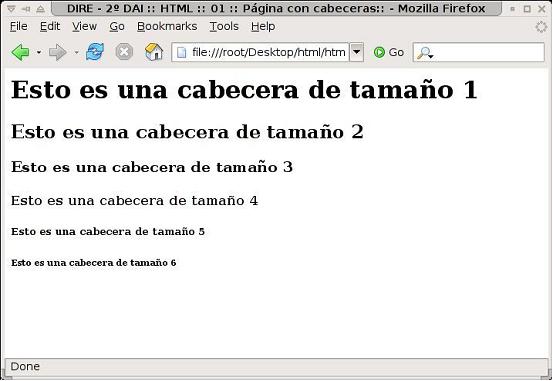 DIRE - 2º DAI :: HTML :: 01 :: Página con cabeceras:: - Mozilla Firefox
File Edit View Go Bookmarks Tools Help
file:///root/Desktop/html/htm Go
Esto es una cabecera de tamaño 1
Esto es una cabecera de tamaño 2
Esto es una cabecera de tamaño 3
Esto es una cabecera de tamaño 4
Esto es una cabecera de tamaño 5
Esto es una cabecera de tamaño 6
Done